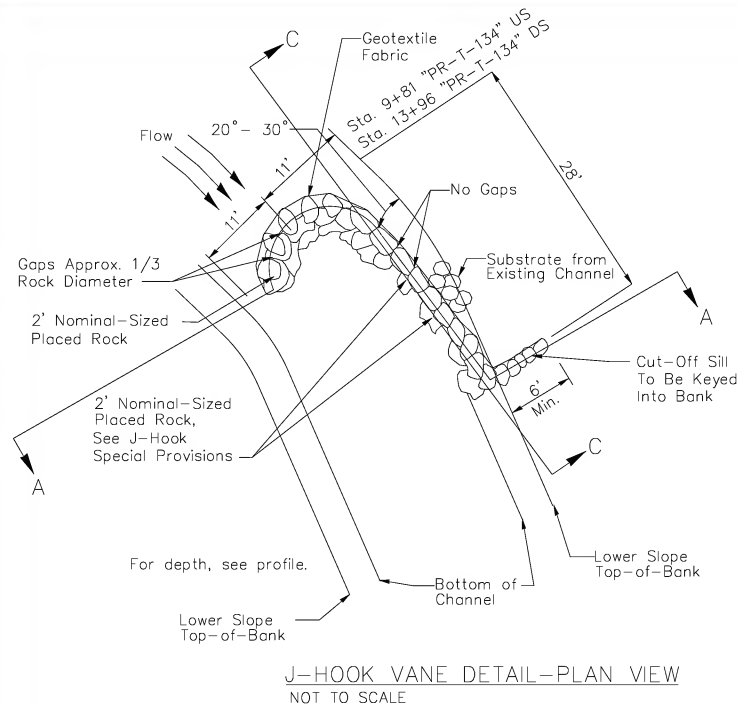 C
Geotextile
Fabric
Sta. 9+81 "PR-T-134" US
Sta. 13+96 "PR-T-134" DS
Flow
20°- 30°
11'
11'
28'
No Gaps
Gaps Approx. 1/3
Rock Diameter
Substrate from
Existing Channel
2' Nominal-Sized
Placed Rock
A
Cut-Off Sill
To Be Keyed
Into Bank
6'
Min.
2' Nominal-Sized
Placed Rock,
See J-Hook
Special Provisions
C
A
For depth, see profile.
Lower Slope
Top-of-Bank
Bottom of
Channel
Lower Slope
Top-of-Bank
J-HOOK VANE DETAIL-PLAN VIEW
NOT TO SCALE